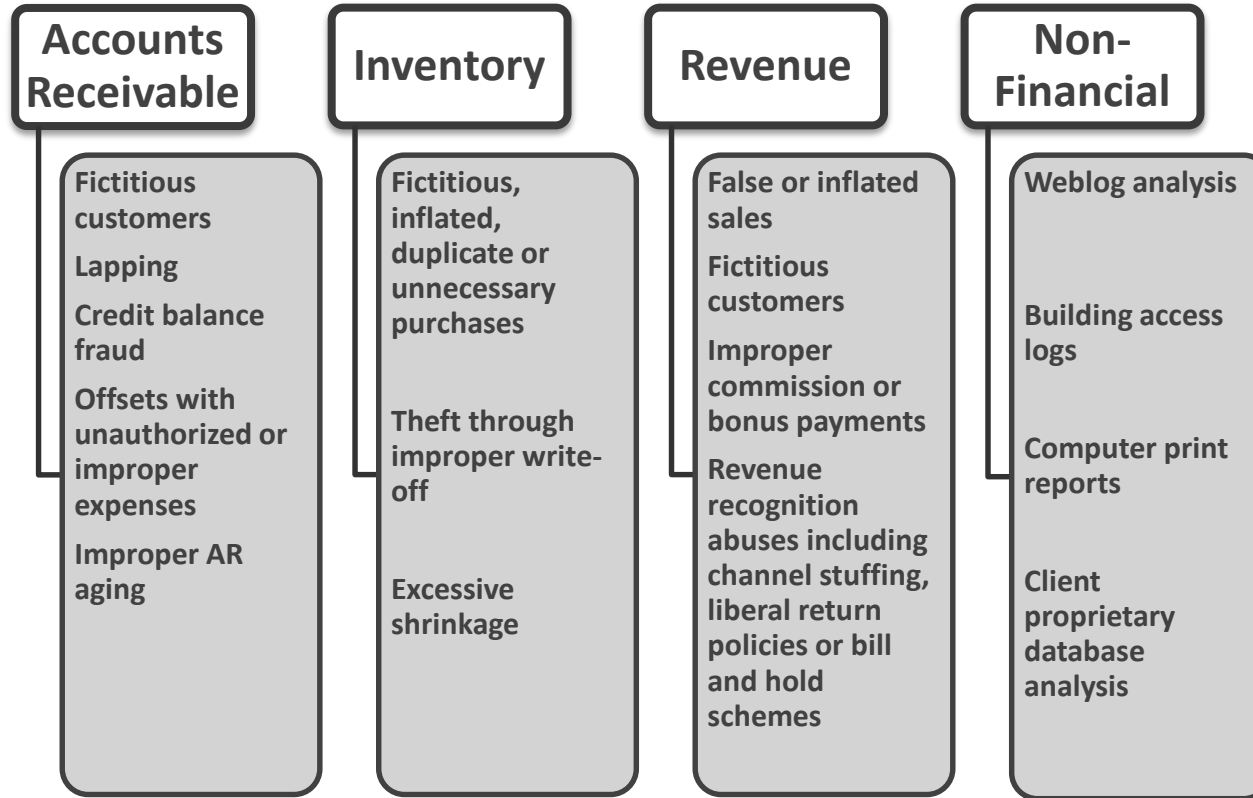 Accounts
Receivable
Fictitious
customers
Lapping
Credit balance
fraud
Offsets with
unauthorized or
improper
expenses
Improper AR
aging
Inventory
Fictitious,
inflated,
duplicate or
unnecessary
purchases
Theft through
improper write-
off
Excessive
shrinkage
Revenue
False or inflated
sales
Fictitious
customers
Improper
commission or
bonus payments
Revenue
recognition
abuses including
channel stuffing,
liberal return
policies or bill
and hold
schemes
Non-
Financial
Weblog analysis
Building access
logs
Computer print
reports
Client
proprietary
database
analysis